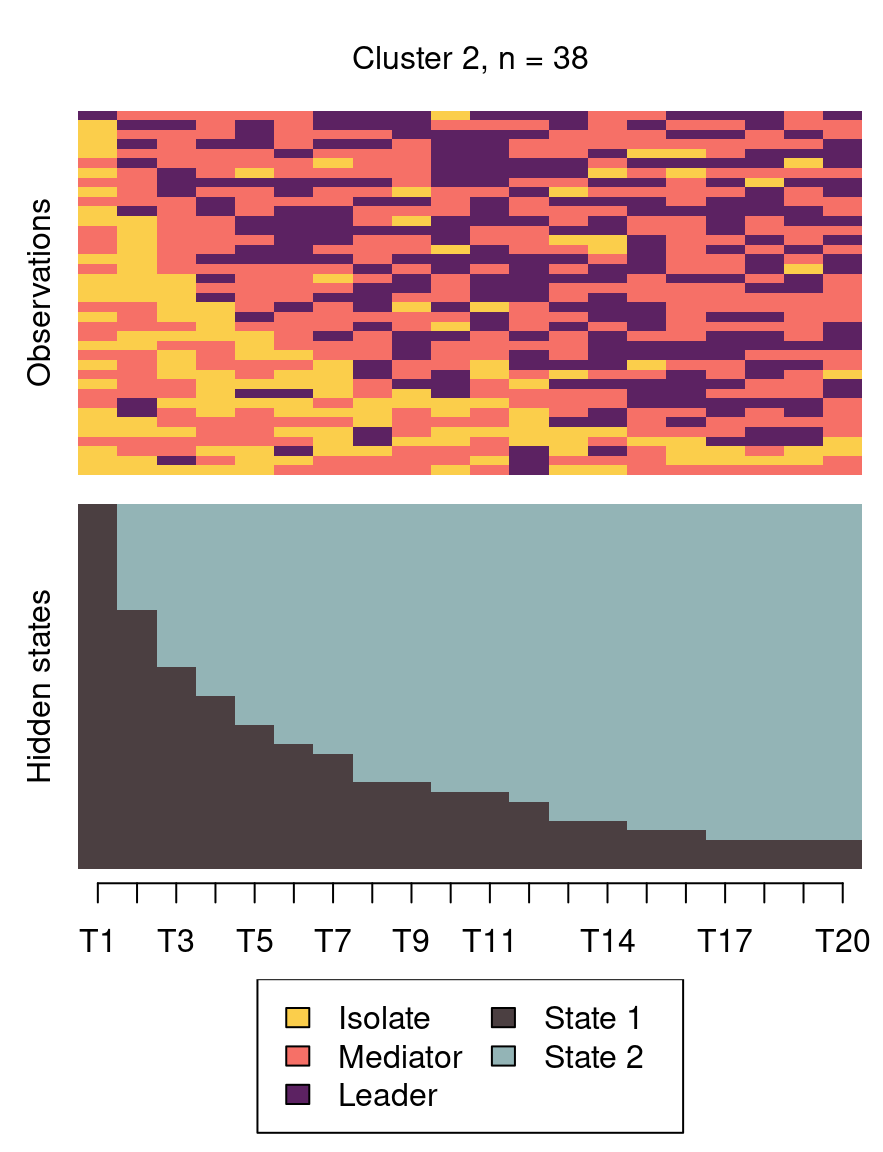 Cluster 2, n = 38
Observations
Hidden states
T1 T3 T5 T7 T9 T11 T14 T17 T20
Isolate State 1
Mediator State 2
Leader